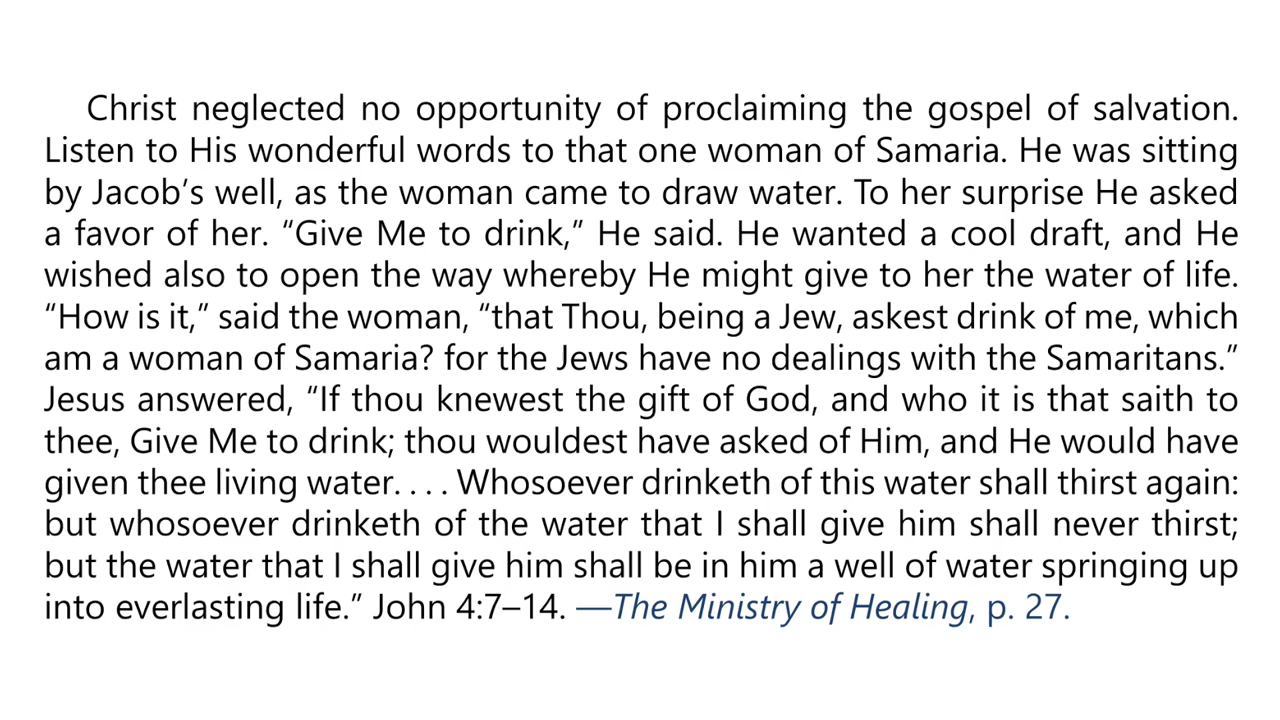 Christ neglected no opportunity of proclaiming the gospel of salvation.
Listen to His wonderful words to that one woman of Samaria. He was sitting
by Jacob’s well, as the woman came to draw water. To her surprise He asked
a favor of her. “Give Me to drink,” He said. He wanted a cool draft, and He
wished also to open the way whereby He might give to her the water of life.
“How is it,” said the woman, “that Thou, being a Jew, askest drink of me, which
am a woman of Samaria? for the Jews have no dealings with the Samaritans.”
Jesus answered, “If thou knewest the gift of God, and who it is that saith to
thee, Give Me to drink; thou wouldest have asked of Him, and He would have
given thee living water. . . . Whosoever drinketh of this water shall thirst again:
but whosoever drinketh of the water that I shall give him shall never thirst;
but the water that I shall give him shall be in him a well of water springing up
into everlasting life.” John 4:7–14. —The Ministry of Healing, p. 27.